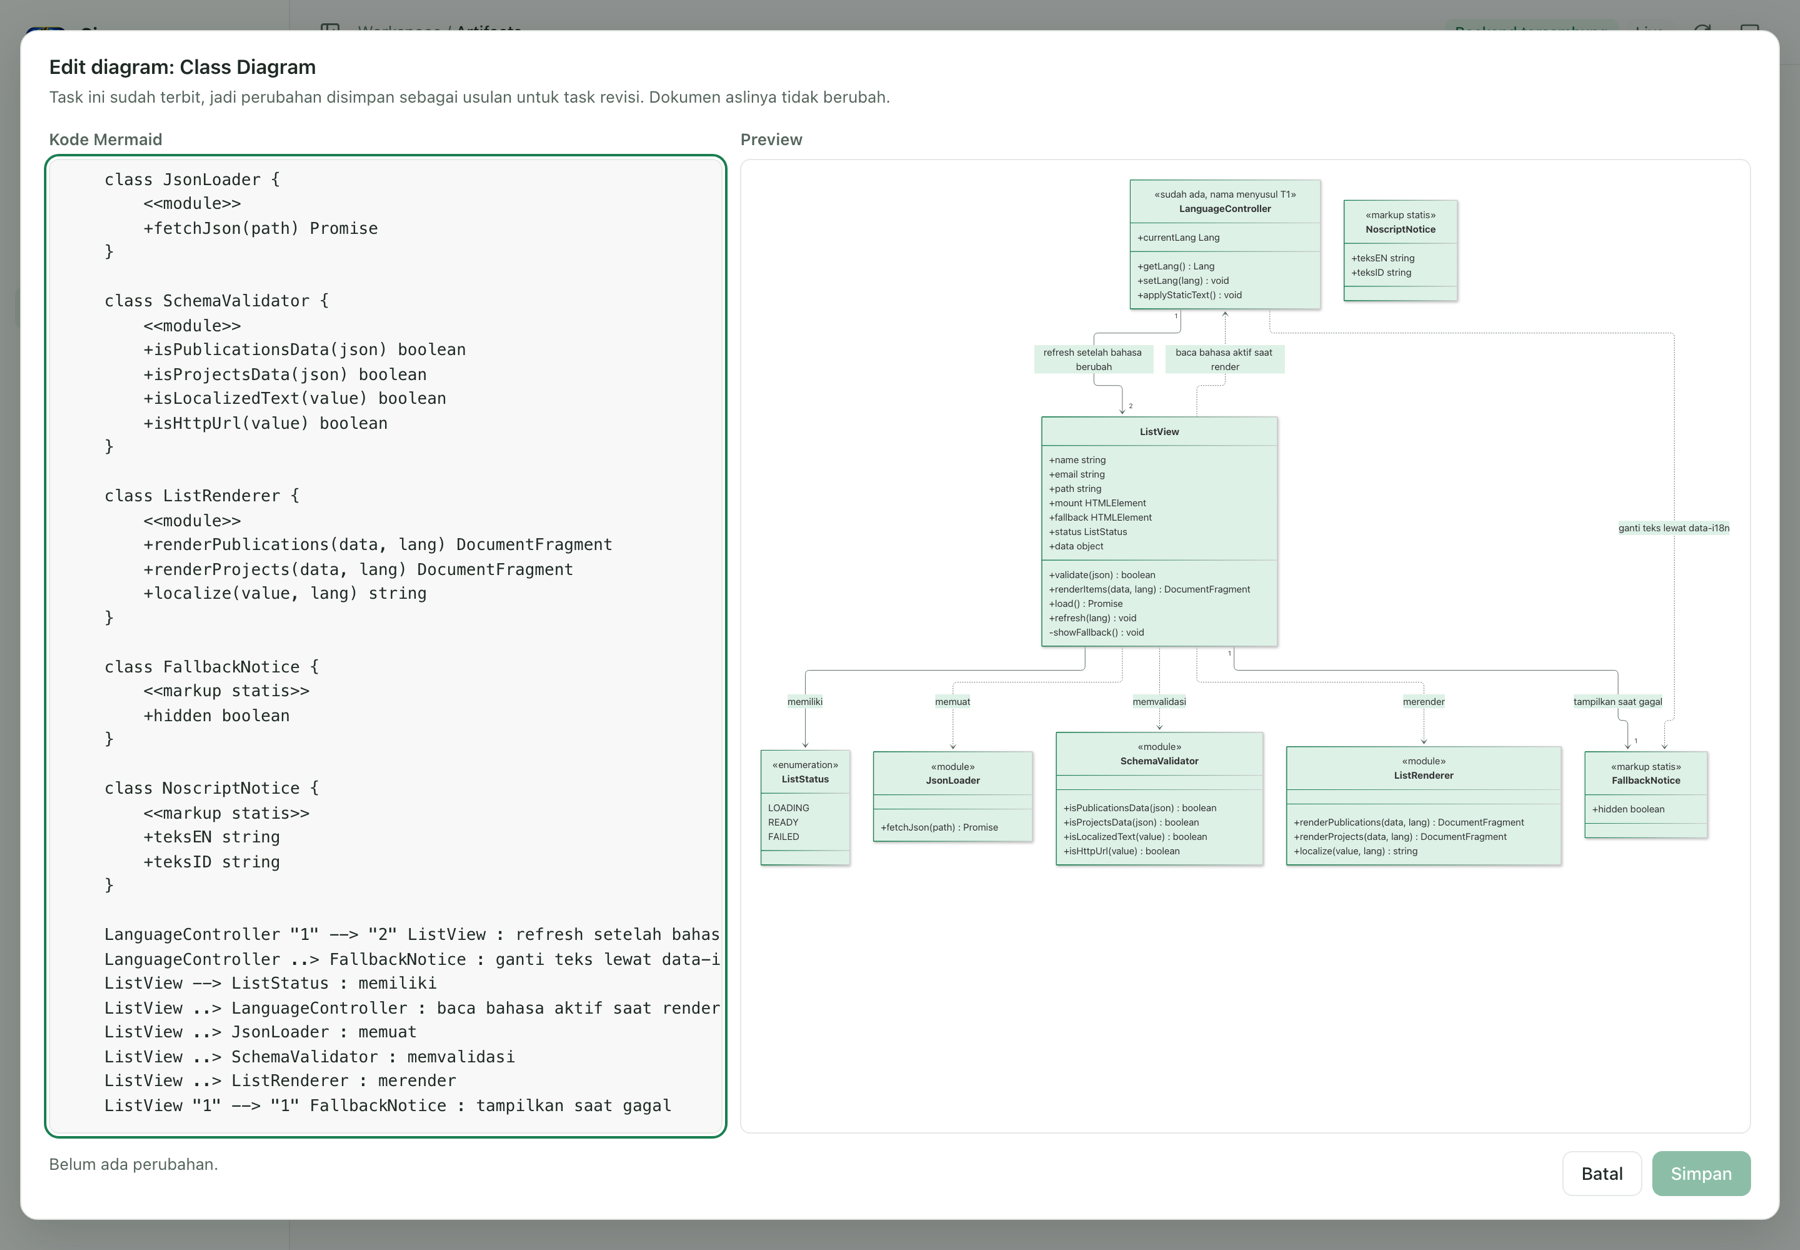 Workspace / Artifacts
Edit diagram: Class Diagram
Task ini sudah terbit, jadi perubahan disimpan sebagai usulan untuk task revisi. Dokumen aslinya tidak berubah.
Kode Mermaid
class JsonLoader {
<<module>>
+fetchJson(path) Promise
}
class SchemaValidator {
<<module>>
+isPublicationsData(json) boolean
+isProjectsData(json) boolean
+isLocalizedText(value) boolean
+isHttpUrl(value) boolean
}
class ListRenderer {
<<module>>
+renderPublications(data, lang) DocumentFragment
+renderProjects(data, lang) DocumentFragment
+localize(value, lang) string
}
class FallbackNotice {
<<markup statis>>
+hidden boolean
}
class NoscriptNotice {
<<markup statis>>
+teksEN string
+teksID string
}
LanguageController "1" --> "2" ListView : refresh setelah bahas
LanguageController ..> FallbackNotice : ganti teks lewat data-i
ListView --> ListStatus : memiliki
ListView ..> LanguageController : baca bahasa aktif saat render
ListView ..> JsonLoader : memuat
ListView ..> SchemaValidator : memvalidasi
ListView ..> ListRenderer : merender
ListView "1" --> "1" FallbackNotice : tampilkan saat gagal
Preview
«sudah ada, nama menyusul T1»
LanguageController
+currentLang Lang
+getLang() : Lang
+setLang(lang) : void
+applyStaticText() : void
«markup statis»
NoscriptNotice
+teksEN string
+teksID string
1
refresh setelah bahasa
berubah
baca bahasa aktif saat
render
2
ListView
+name string
+email string
+path string
+mount HTMLElement
+fallback HTMLElement
+status ListStatus
+data object
+validate(json) : boolean
+renderItems(data, lang) : DocumentFragment
+load() : Promise
+refresh(lang) : void
-showFallback() : void
ganti teks lewat data-i18n
1
memiliki
memuat
memvalidasi
merender
tampilkan saat gagal
1
«enumeration»
ListStatus
LOADING
READY
FAILED
«module»
JsonLoader
+fetchJson(path) : Promise
«module»
SchemaValidator
+isPublicationsData(json) : boolean
+isProjectsData(json) : boolean
+isLocalizedText(value) : boolean
+isHttpUrl(value) : boolean
«module»
ListRenderer
+renderPublications(data, lang) : DocumentFragment
+renderProjects(data, lang) : DocumentFragment
+localize(value, lang) : string
«markup statis»
FallbackNotice
+hidden boolean
Belum ada perubahan.
Batal
Simpan